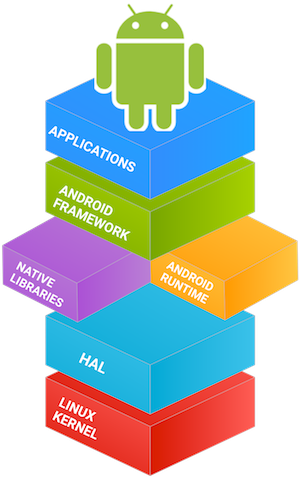 APPLICATIONS
ANDROID
FRAMEWORK
NATIVE
LIBRARIES
ANDROID
RUNTIME
HAL
LINUX
KERNEL